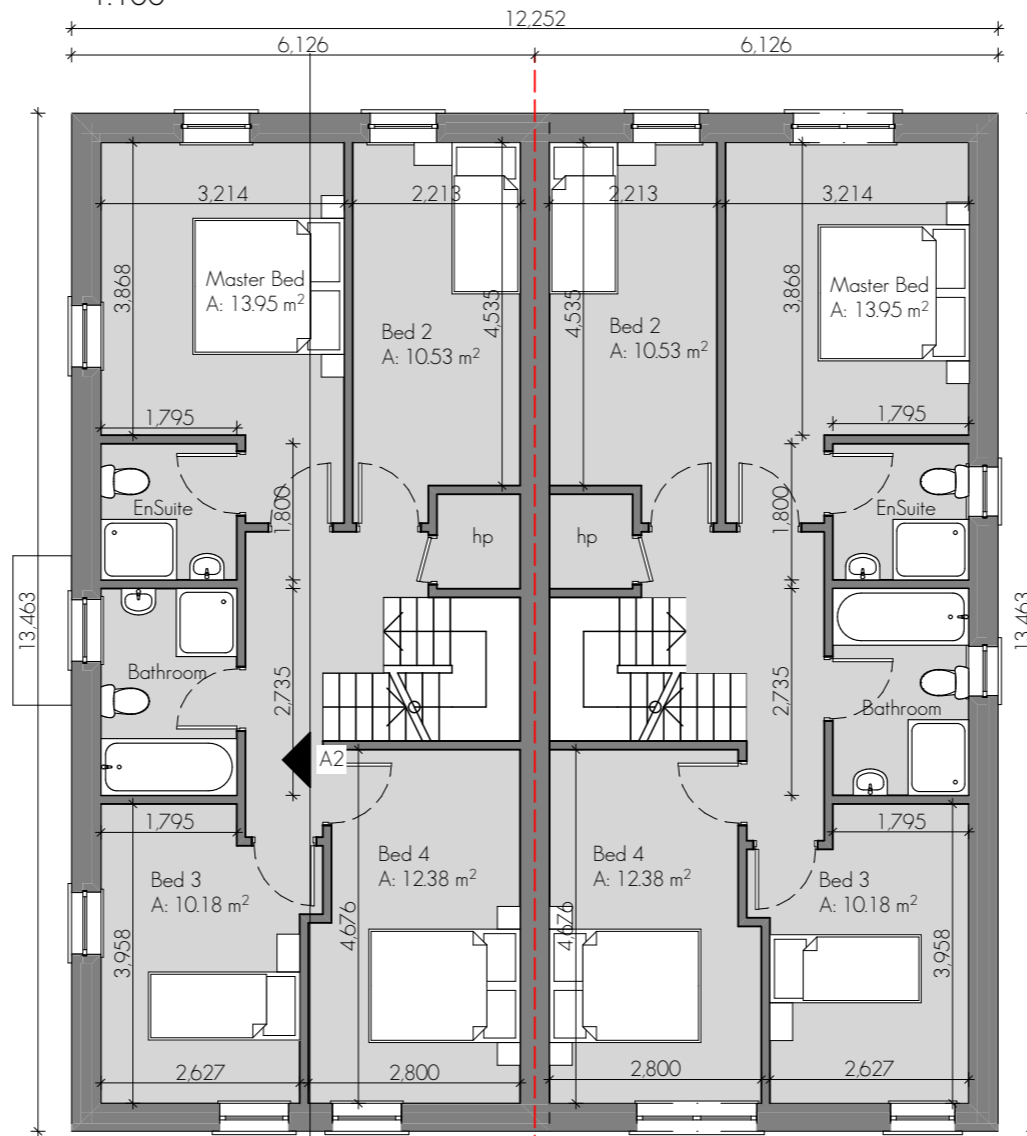 1:100
12,252
6,126 6,126
3,214 2,213 2,213 3,214
Master Bed
A: 13.95 m²
3,868
4,535
Bed 2
A: 10.53 m²
4,535
Bed 2
A: 10.53 m²
3,868
Master Bed
A: 13.95 m²
1,795 1,795
EnSuite
1,800
hp
hp
1,800
EnSuite
13,463
13,463
Bathroom
2,735
2,735
Bathroom
A2
1,795 1,795
Bed 3
A: 10.18 m²
Bed 4
A: 12.38 m²
Bed 4
A: 12.38 m²
Bed 3
A: 10.18 m²
3,958
4,676
4,676
3,958
2,627 2,800 2,800 2,627